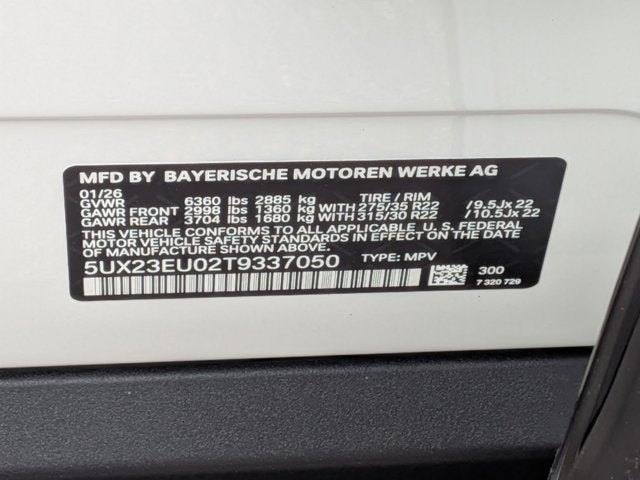 MFD BY BAYERISCHE MOTOREN WERKE AG
01/26 TIRE / RIM
GVWR 6360 lbs 2885 kg
GAWR FRONT 2998 lbs 1360 kg WITH 275/35 R22 /9.5Jx22
GAWR REAR 3704 lbs 1680 kg WITH 315/30 R22 /10.5Jx22
THIS VEHICLE CONFORMS TO ALL APPLICABLE U.S. FEDERAL
MOTOR VEHICLE SAFETY STANDARDS IN EFFECT ON
THE DATE OF MANUFACTURE SHOWN ABOVE.
5UX23EU02T9337050 TYPE: MPV
300
7 320 729